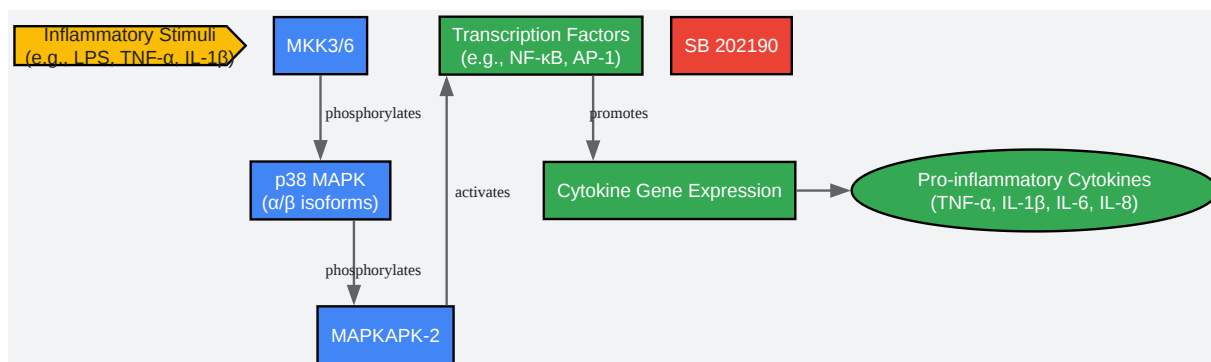 Inflammatory Stimuli
(e.g., LPS, TNF-α, IL-1β)
MKK3/6
Transcription Factors
(e.g., NF-κB, AP-1)
SB 202190
phosphorylates
promotes
p38 MAPK
(α/β isoforms)
activates
Cytokine Gene Expression
Pro-inflammatory Cytokines
(TNF-α, IL-1β, IL-6, IL-8)
phosphorylates
MAPKAPK-2